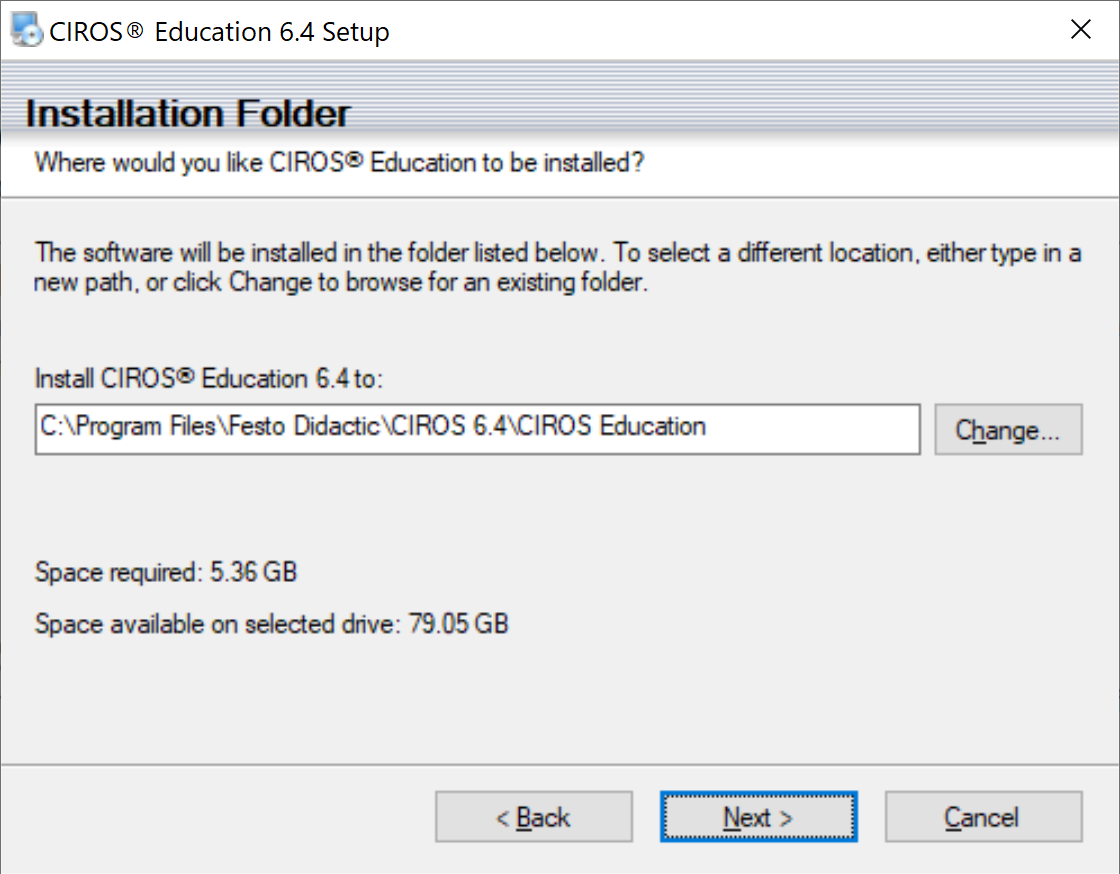 CIROS® Education 6.4 Setup
Installation Folder
Where would you like CIROS® Education to be installed?
The software will be installed in the folder listed below. To select a different location, either type in a
new path, or click Change to browse for an existing folder.
Install CIROS® Education 6.4 to:
C:\Program Files\Festo Didactic\CIROS 6.4\CIROS Education
Change...
Space required: 5.36 GB
Space available on selected drive: 79.05 GB
< Back
Next >
Cancel